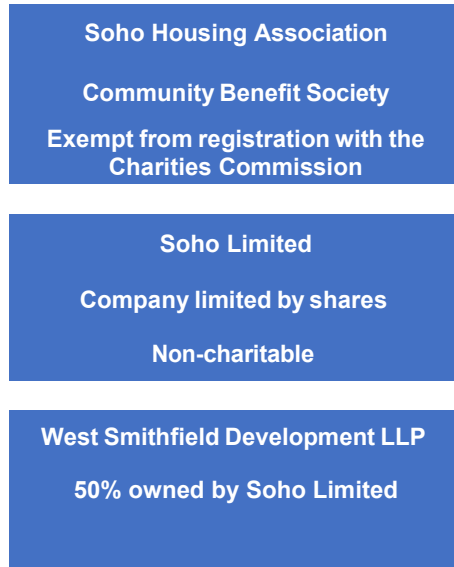 Soho Housing Association
Community Benefit Society
Exempt from registration with the
Charities Commission
Soho Limited
Company limited by shares
Non-charitable
West Smithfield Development LLP
50% owned by Soho Limited